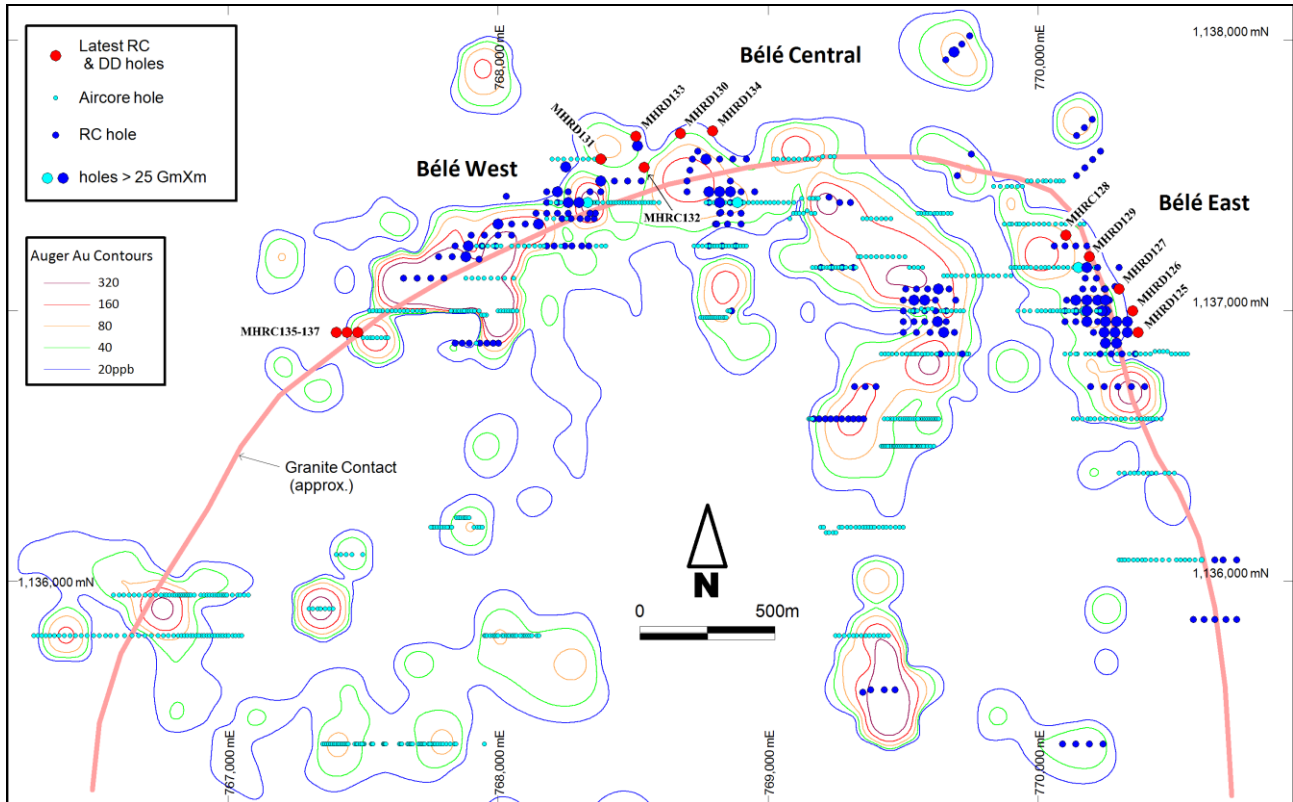 Latest RC
& DD holes
Aircore hole
RC hole
holes > 25 GmXm
Auger Au Contours
320
160
80
40
20ppb
768,000 mE
770,000 mE
1,138,000 mN
Bélé Central
MHRD133
MHRD130
MHRD134
MHRD131
Bélé West
MHRC132
Bélé East
MHRC128
MHRD129
MHRD127
MHRD126
MHRD125
1,137,000 mN
MHRC135-137
Granite Contact
(approx.)
N
0 500m
1,136,000 mN
1,136,000 mN
767,000 mE
768,000 mE
769,000 mE
770,000 mE